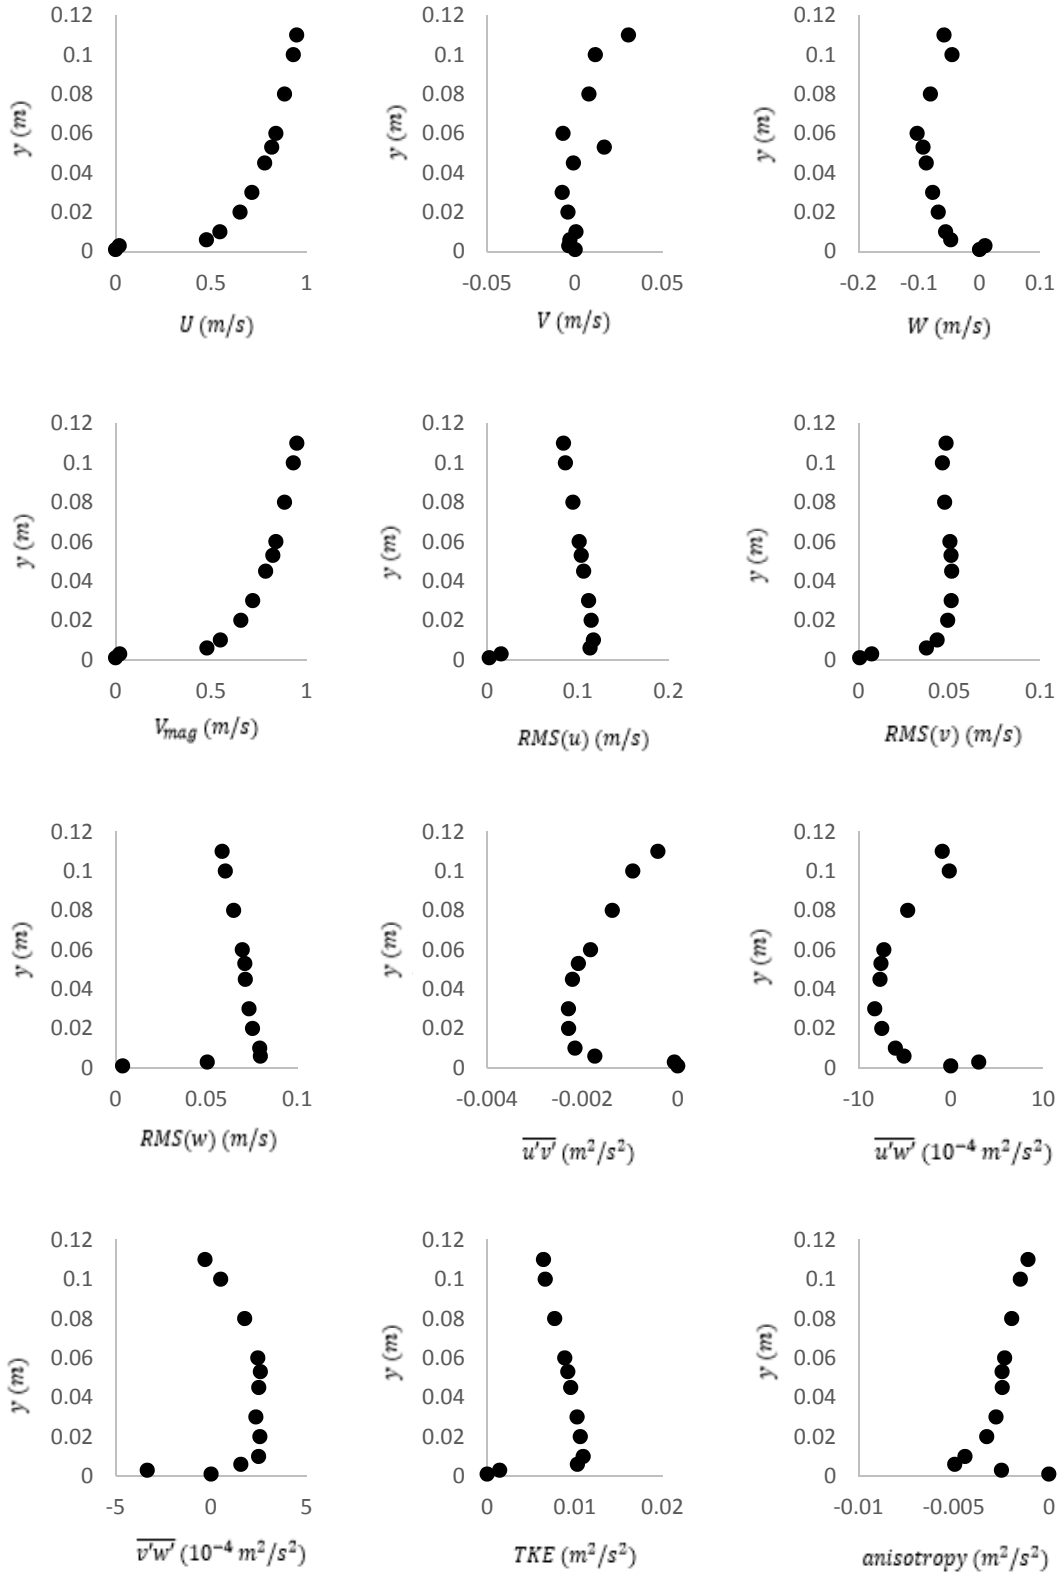 0.12 0.12 0.12
0.1 0.1 0.1
0.08 0.08 0.08
0.06 0.06 0.06
0.04 0.04 0.04
0.02 0.02 0.02
0 0 0
y (m) y (m) y (m)
0 0.5 1 -0.05 0 0.05 -0.2 -0.1 0 0.1
U (m/s) V (m/s) W (m/s)
0.12 0.12 0.12
0.1 0.1 0.1
0.08 0.08 0.08
0.06 0.06 0.06
0.04 0.04 0.04
0.02 0.02 0.02
0 0 0
y (m) y (m) y (m)
0 0.5 1 0 0.1 0.2 0 0.05 0.1
V_mag (m/s) RMS(u) (m/s) RMS(v) (m/s)
0.12 0.12 0.12
0.1 0.1 0.1
0.08 0.08 0.08
0.06 0.06 0.06
0.04 0.04 0.04
0.02 0.02 0.02
0 0 0
y (m) y (m) y (m)
0 0.05 0.1 -0.004 -0.002 0 -10 0 10
RMS(w) (m/s) u'v' (m²/s²) u'w' (10⁻⁴ m²/s²)
0.12 0.12 0.12
0.1 0.1 0.1
0.08 0.08 0.08
0.06 0.06 0.06
0.04 0.04 0.04
0.02 0.02 0.02
0 0 0
y (m) y (m) y (m)
-5 0 5 0 0.01 0.02 -0.01 -0.005 0
v'w' (10⁻⁴ m²/s²) TKE (m²/s²) anisotropy (m²/s²)